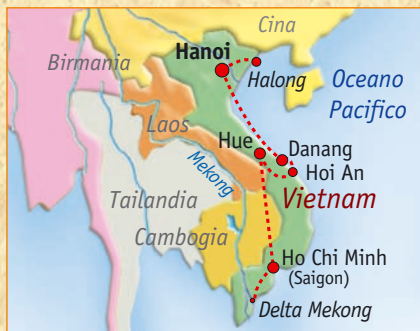 Cina
Hanoi
Birmania
Halong
Oceano
Pacifico
Laos
Hue
Danang
Hoi An
Mekong
Vietnam
Tailandia
Cambogia
Ho Chi Minh
(Saigon)
Delta Mekong